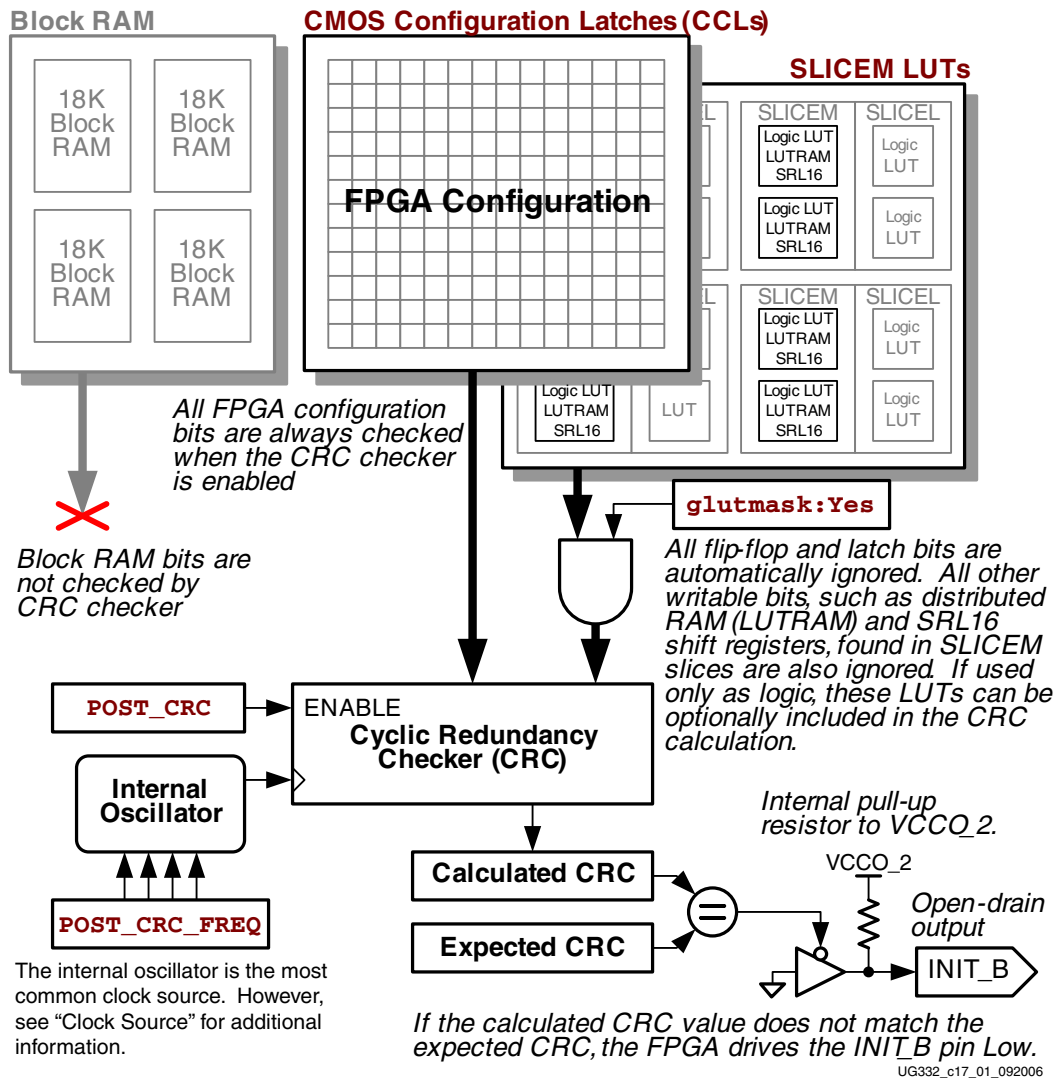 Block RAM
CMOS Configuration Latches (CCLs)
SLICEM LUTs
18K
Block
RAM
18K
Block
RAM
18K
Block
RAM
18K
Block
RAM
FPGA Configuration
SLICEM
SLICEL
Logic LUT
LUTRAM
SRL16
Logic
LUT
Logic LUT
LUTRAM
SRL16
Logic
LUT
SLICEM
SLICEL
Logic LUT
LUTRAM
SRL16
Logic
LUT
Logic LUT
LUTRAM
SRL16
LUT
Logic LUT
LUTRAM
SRL16
Logic
LUT
All FPGA configuration
bits are always checked
when the CRC checker
is enabled
glutmask:Yes
Block RAM bits are
not checked by
CRC checker
All flip-flop and latch bits are
automatically ignored. All other
writable bits, such as distributed
RAM (LUTRAM) and SRL16
shift registers, found in SLICEM
slices are also ignored. If used
only as logic, these LUTs can be
optionally included in the CRC
calculation.
POST_CRC
ENABLE
Cyclic Redundancy
Checker (CRC)
Internal
Oscillator
POST_CRC_FREQ
The internal oscillator is the most
common clock source. However,
see “Clock Source” for additional
information.
Calculated CRC
Expected CRC
=
Internal pull-up
resistor to VCCO_2.
VCCO_2
Open-drain
output
INIT_B
If the calculated CRC value does not match the
expected CRC, the FPGA drives the INIT_B pin Low.
UG332_c17_01_092006